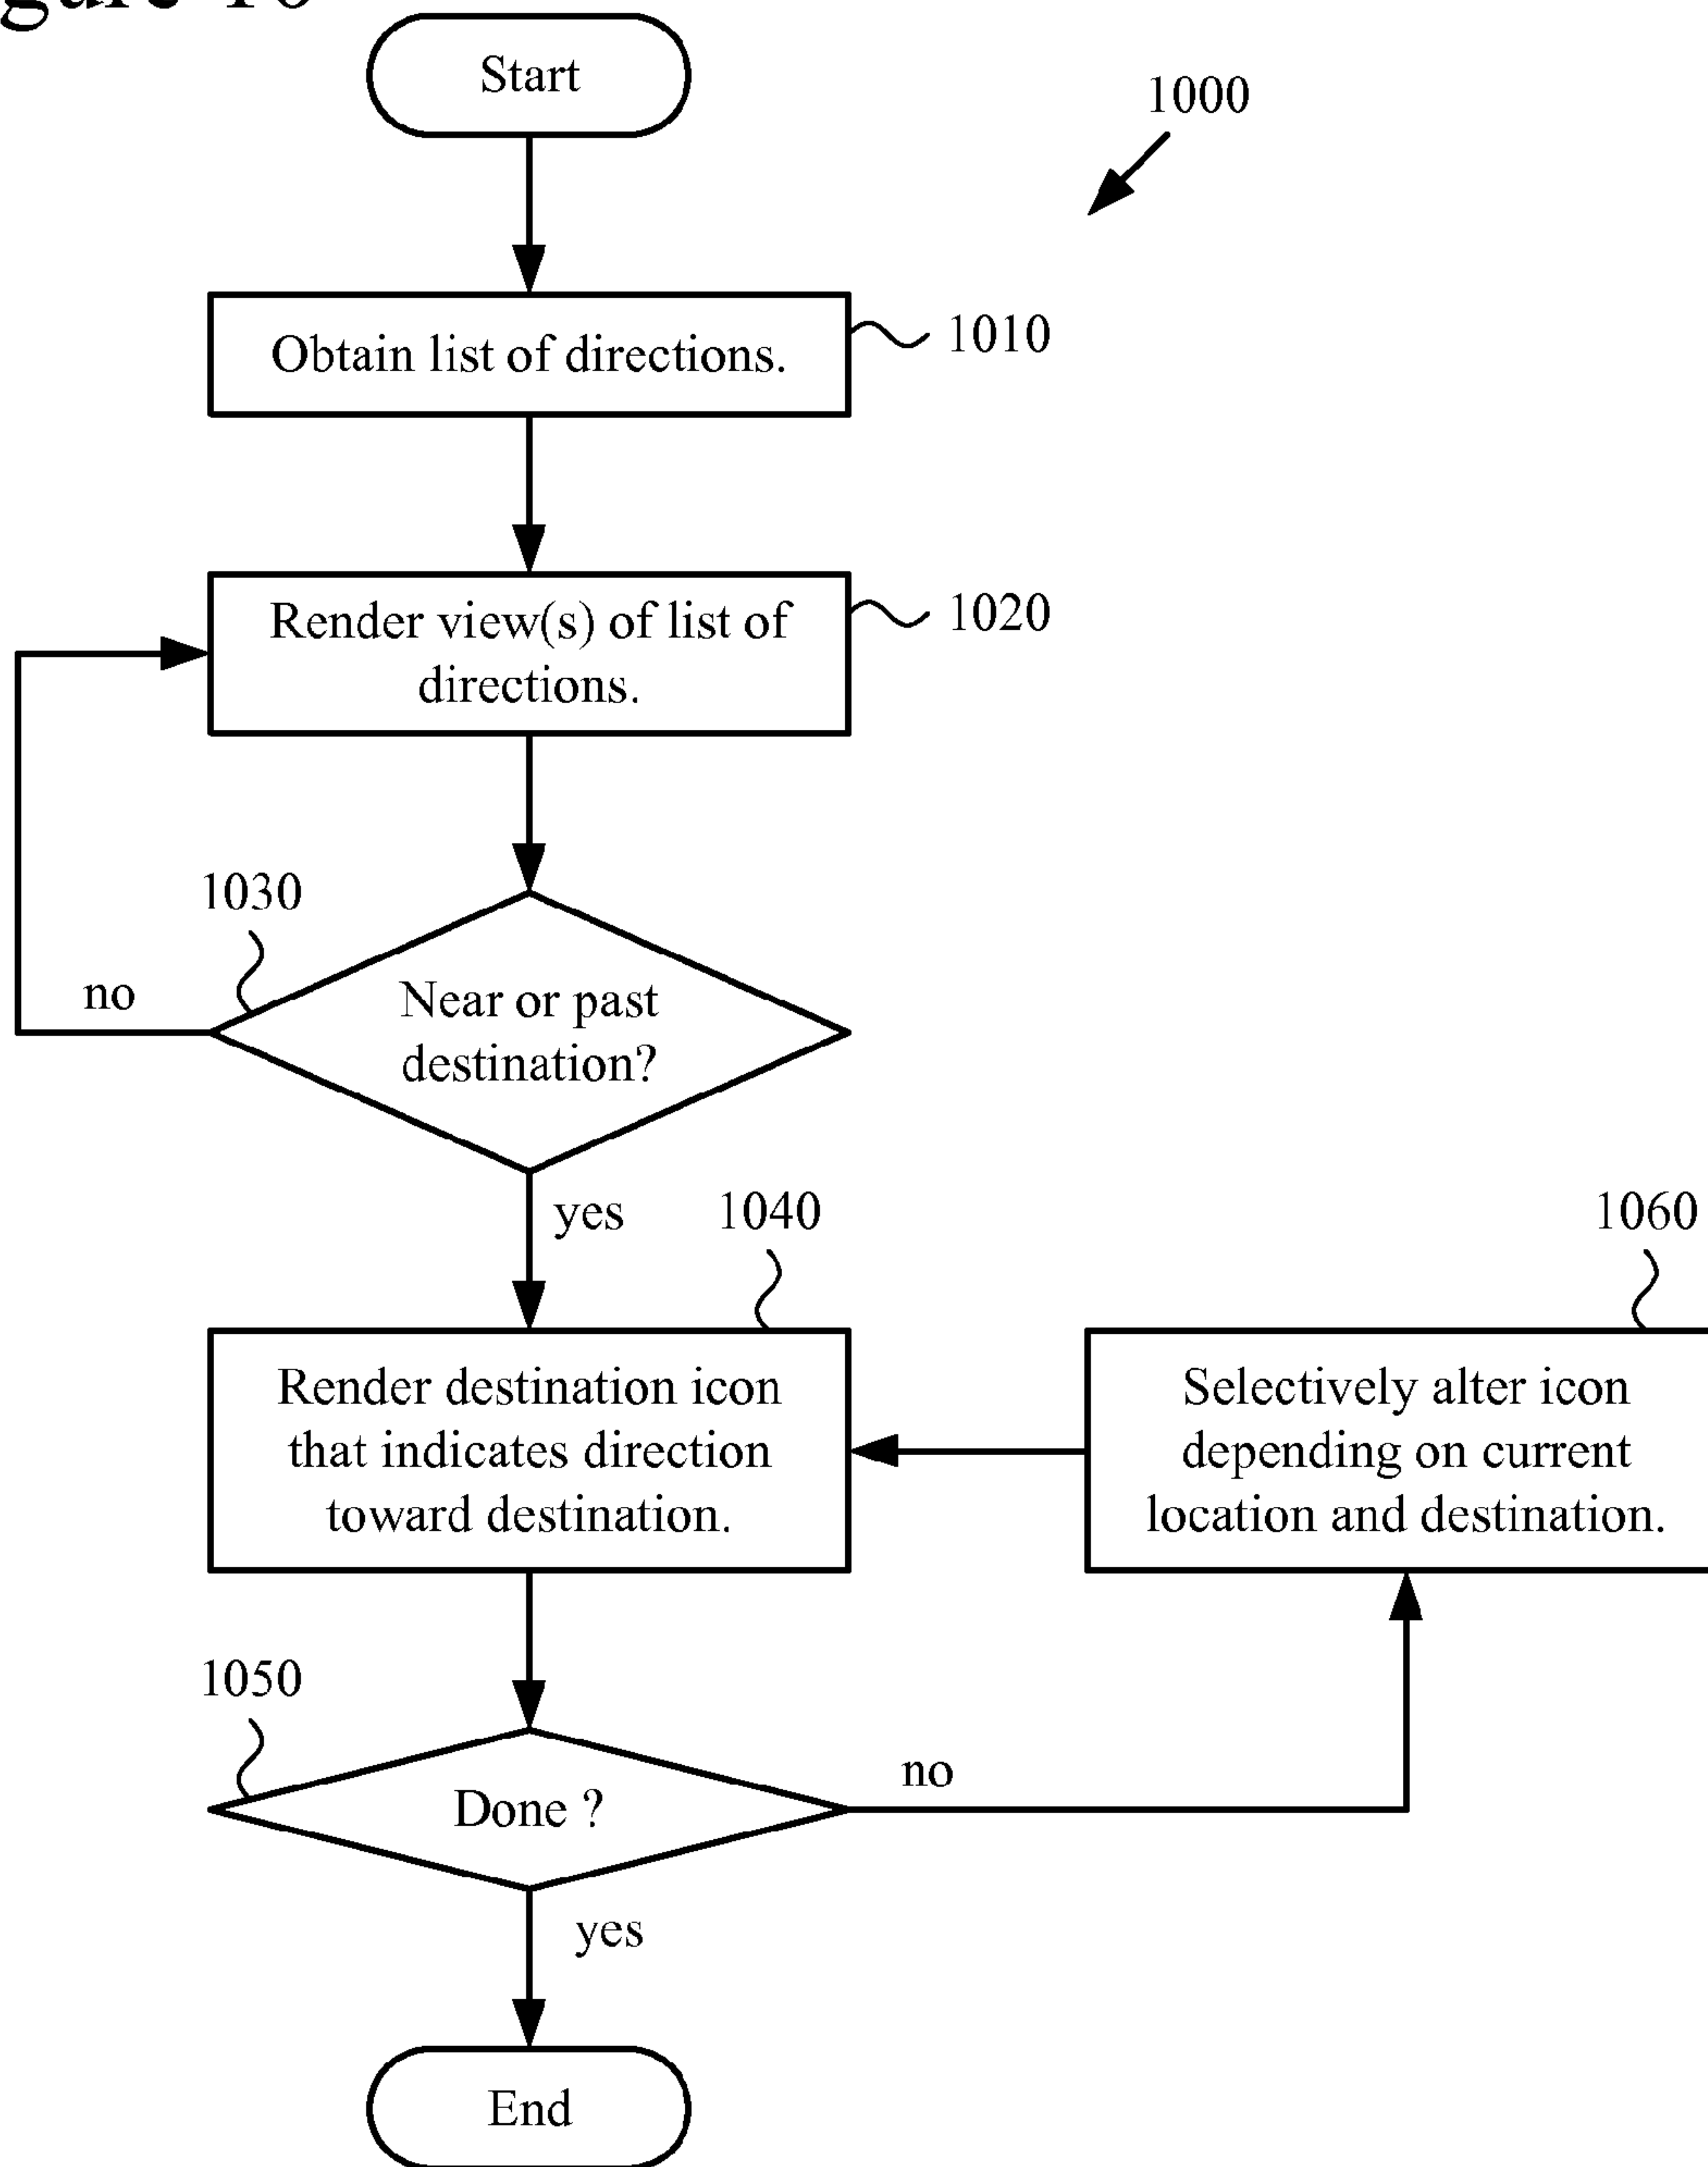 Start
1000
Obtain list of directions.
1010
Render view(s) of list of
directions.
1020
1030
no
Near or past
destination?
yes
1040
1060
Render destination icon
that indicates direction
toward destination.
Selectively alter icon
depending on current
location and destination.
1050
Done ?
no
yes
End